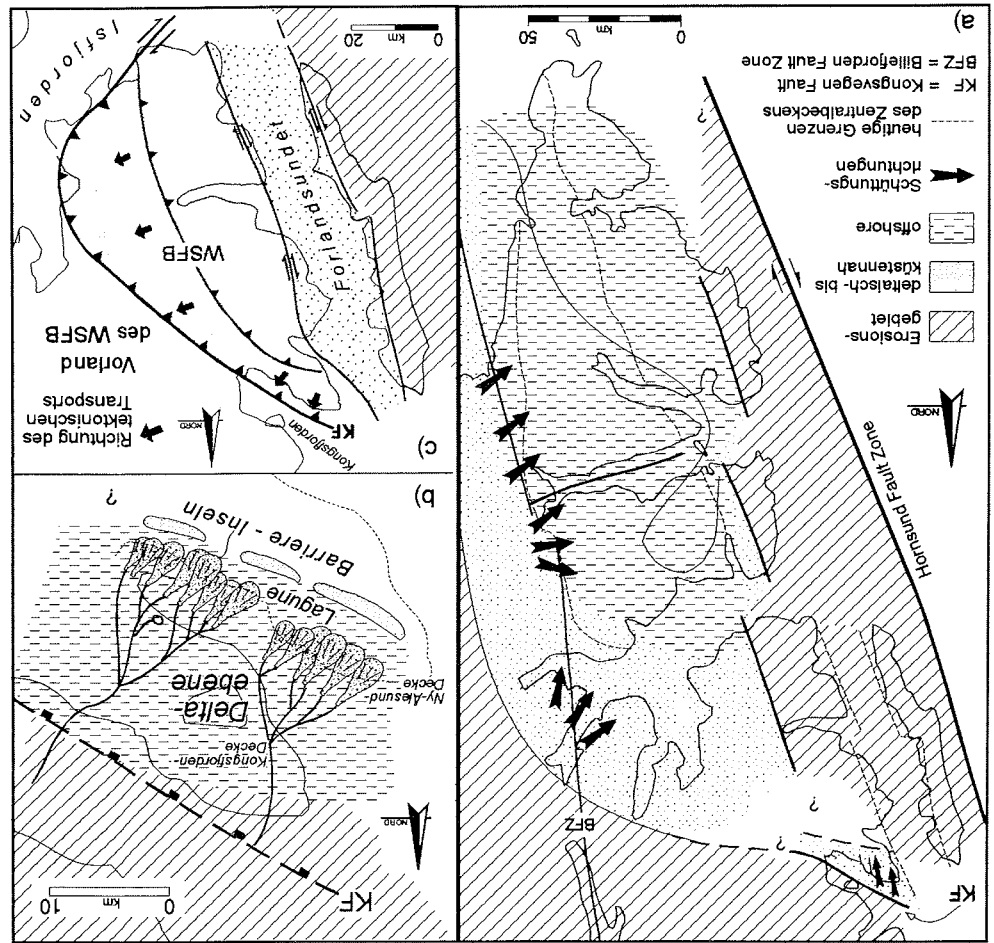 KF
?
?
BFZ
Hornsund Fault Zone
NORD
Erosions-
gebiet
deltaisch- bis
küstennah
offshore
Schüttungs-
richtungen
heutige Grenzen
des Zentralbeckens
KF = Kongsvegen Fault
BFZ = Billiefjorden Fault Zone
?
0 50
km
a)
KF
0 10
km
NORD
Kongsfjorden
Decke
Ny-Alesund-
Decke
Delta-
ebene
Lagune
Barriere - Inseln
?
b)
KF
Kongsfjorden
c)
NORD
Richtung des
tektonischen
Transports
Vorland
des WSFB
WSFB
Forlandsundet
Isfjorden
0 20
km